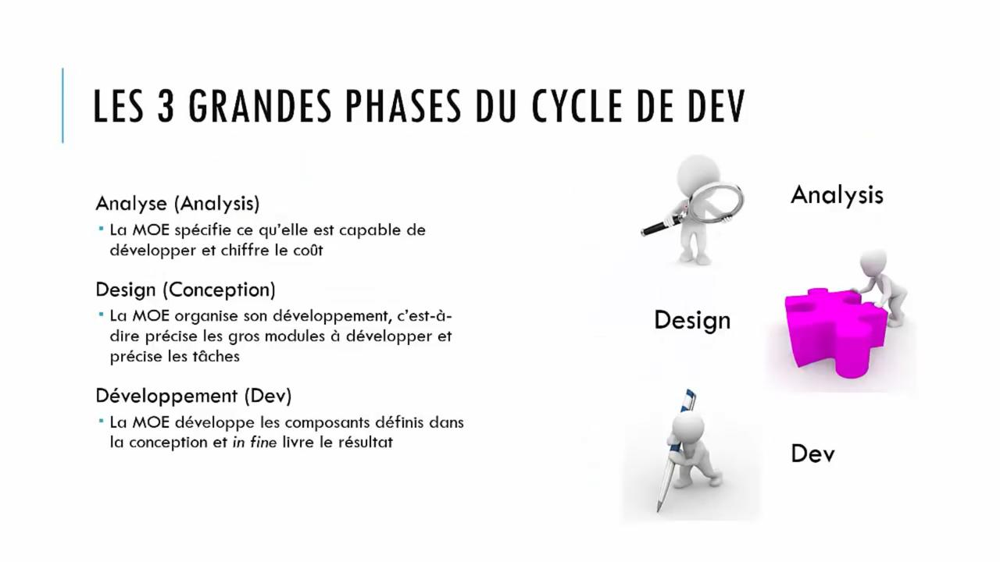 LES 3 GRANDES PHASES DU CYCLE DE DEV
Analyse (Analysis)
La MOE spécifie ce qu'elle est capable de
développer et chiffre le coût
Design (Conception)
La MOE organise son développement, c'est-à-
dire précise les gros modules à développer et
précise les tâches
Développement (Dev)
La MOE développe les composants définis dans
la conception et in fine livre le résultat
Analysis
Design
Dev